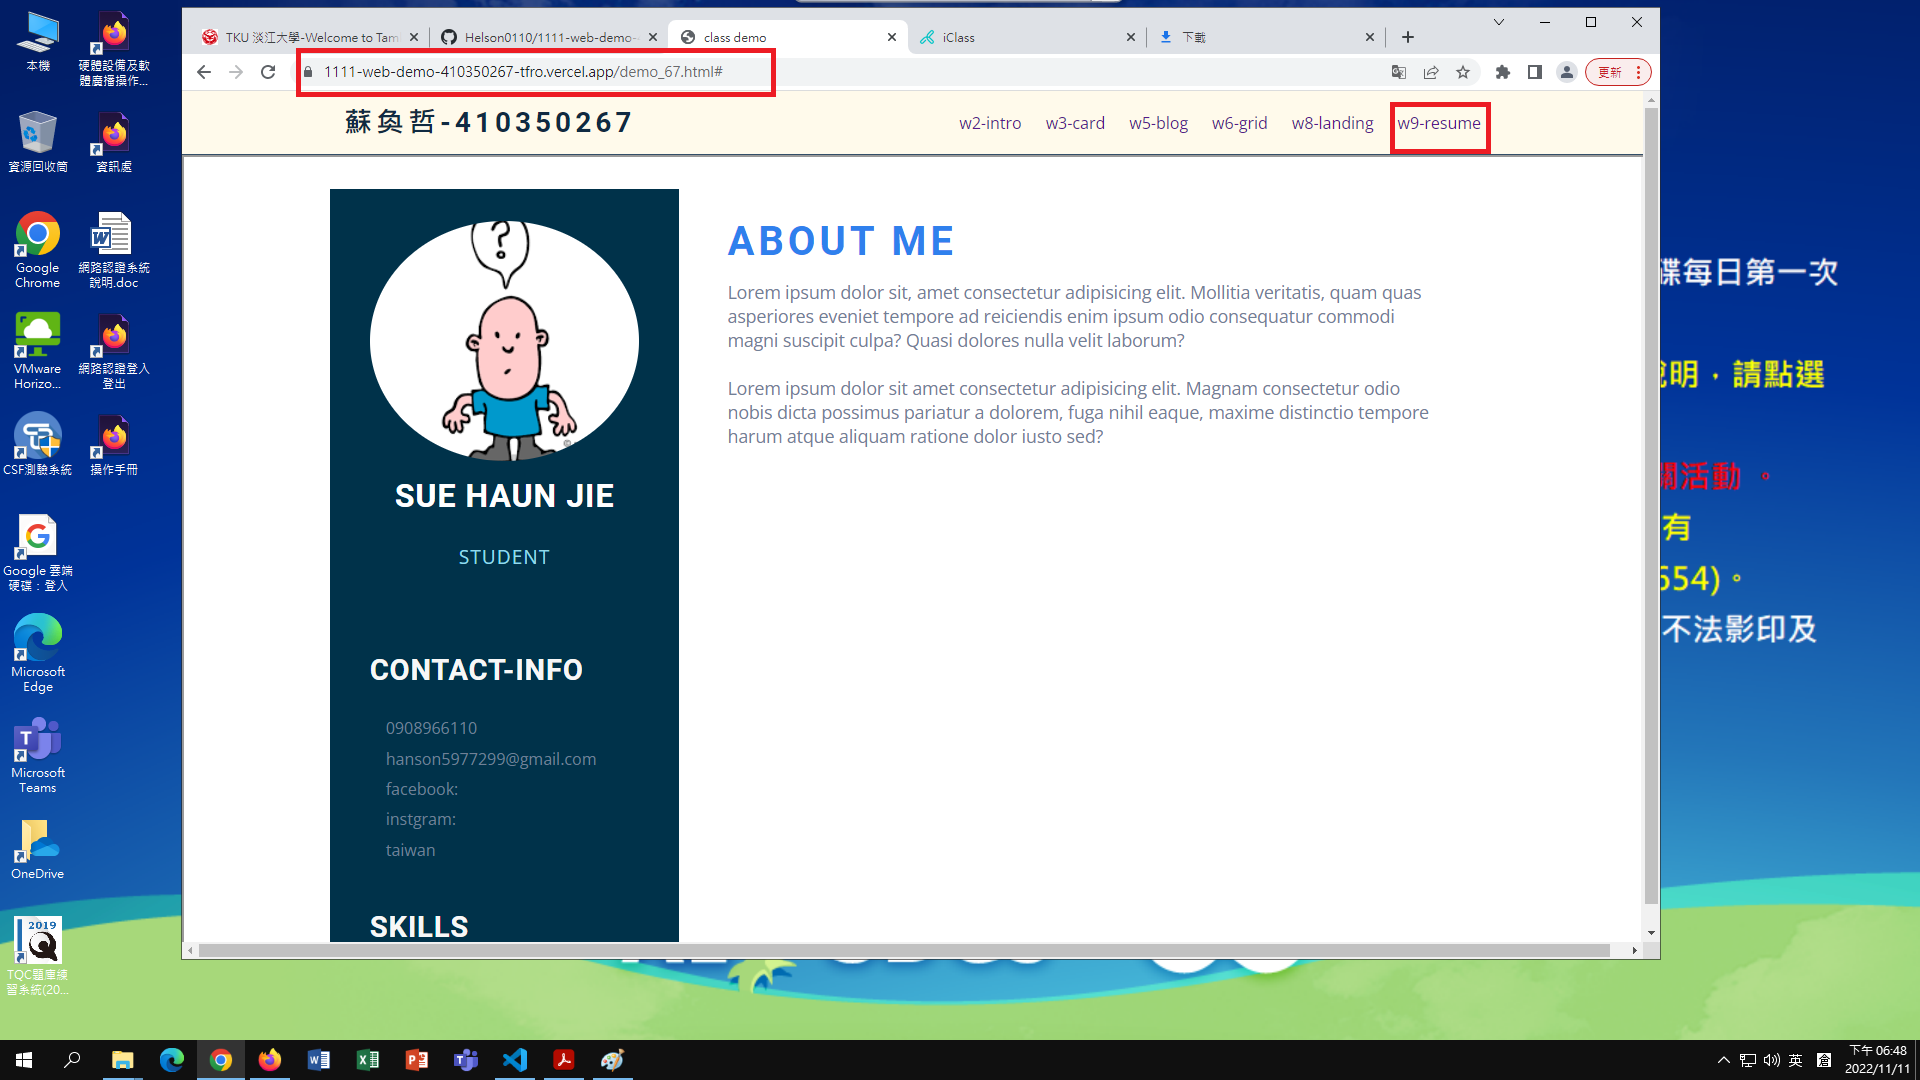 TKU 淡江大學-Welcome to Tam
Helson0110/1111-web-demo-
class demo
iClass
下載
1111-web-demo-410350267-tfro.vercel.app/demo_67.html#
更新
蘇奐哲-410350267
w2-intro
w3-card
w5-blog
w6-grid
w8-landing
w9-resume
?
©
SUE HAUN JIE
STUDENT
CONTACT-INFO
0908966110
hanson5977299@gmail.com
facebook:
instgram:
taiwan
SKILLS
ABOUT ME
Lorem ipsum dolor sit, amet consectetur adipisicing elit. Mollitia veritatis, quam quas
asperiores eveniet tempore ad reiciendis enim ipsum odio consequatur commodi
magni suscipit culpa? Quasi dolores nulla velit laborum?
Lorem ipsum dolor sit amet consectetur adipisicing elit. Magnam consectetur odio
nobis dicta possimus pariatur a dolorem, fuga nihil eaque, maxime distinctio tempore
harum atque aliquam ratione dolor iusto sed?
本機
硬體設備及軟
體廣播操作...
資源回收筒
資訊處
Google
Chrome
網路認證系統
說明.doc
VMware
Horizo...
網路認證登入
登出
CSF測驗系統
操作手冊
Google 雲端
硬碟：登入
Microsoft
Edge
Microsoft
Teams
OneDrive
2019
TQC題庫練
習系統(20...
碟每日第一次
說明，請點選
關活動 。
有
554)。
不法影印及
英
下午 06:48
2022/11/11